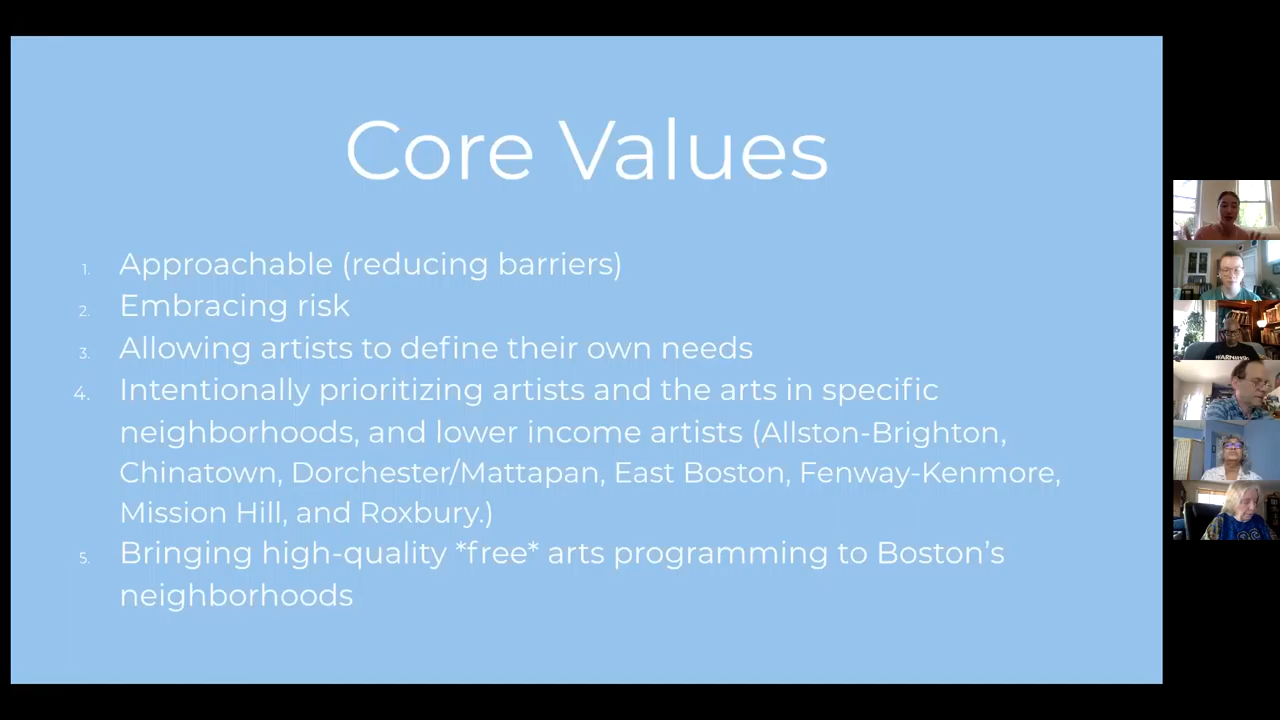 Core Values
1. Approachable (reducing barriers)
2. Embracing risk
3. Allowing artists to define their own needs
4. Intentionally prioritizing artists and the arts in specific
neighborhoods, and lower income artists (Allston-Brighton,
Chinatown, Dorchester/Mattapan, East Boston, Fenway-Kenmore,
Mission Hill, and Roxbury.)
5. Bringing high-quality *free* arts programming to Boston’s
neighborhoods